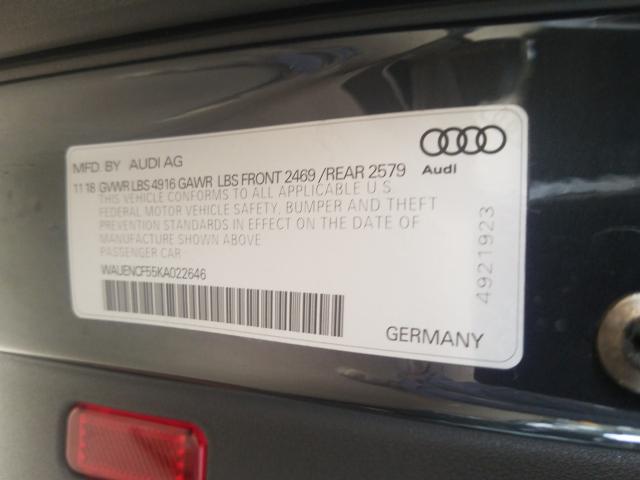 MFD. BY AUDI AG
Audi
11 18 GVWR LBS 4916 GAWR LBS FRONT 2469 /REAR 2579
THIS VEHICLE CONFORMS TO ALL APPLICABLE U.S.
FEDERAL MOTOR VEHICLE SAFETY, BUMPER AND THEFT
PREVENTION STANDARDS IN EFFECT ON THE DATE OF
MANUFACTURE SHOWN ABOVE.
PASSENGER CAR
WAUENCF55KA022646
4921923
GERMANY